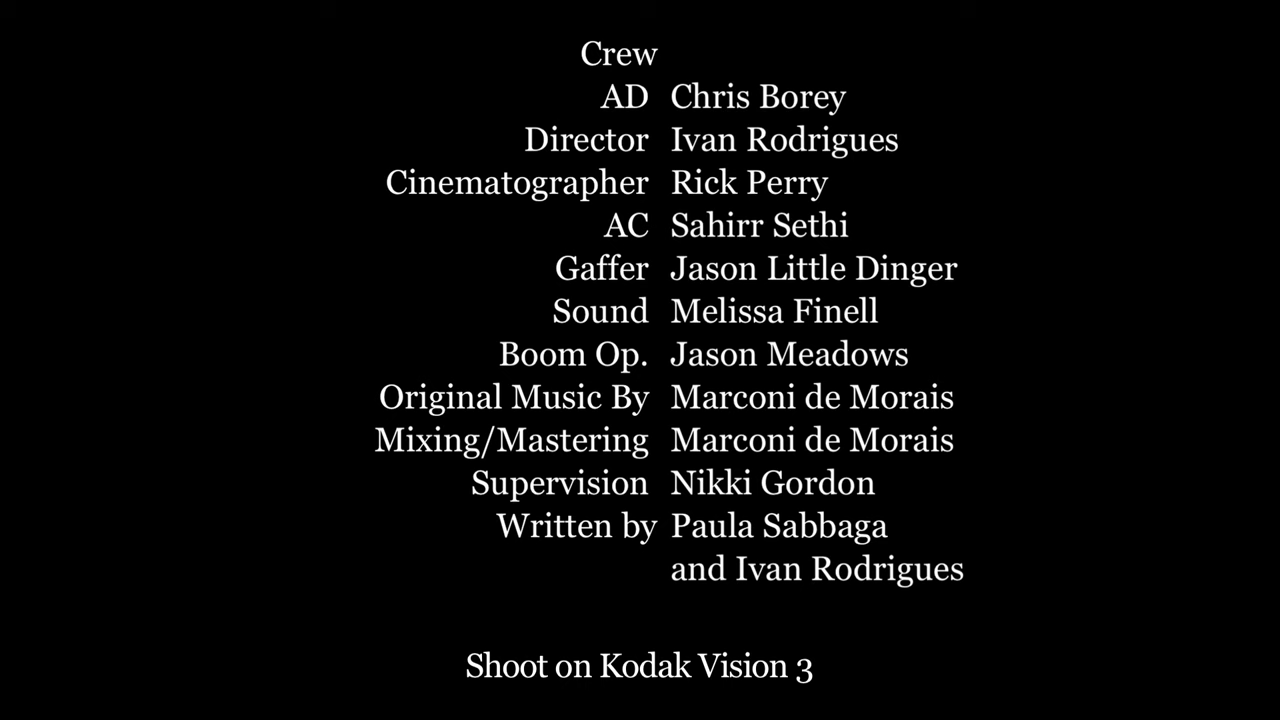 Crew
AD Chris Borey
Director Ivan Rodrigues
Cinematographer Rick Perry
AC Sahirr Sethi
Gaffer Jason Little Dinger
Sound Melissa Finell
Boom Op. Jason Meadows
Original Music By Marconi de Morais
Mixing/Mastering Marconi de Morais
Supervision Nikki Gordon
Written by Paula Sabbaga
and Ivan Rodrigues
Shoot on Kodak Vision 3